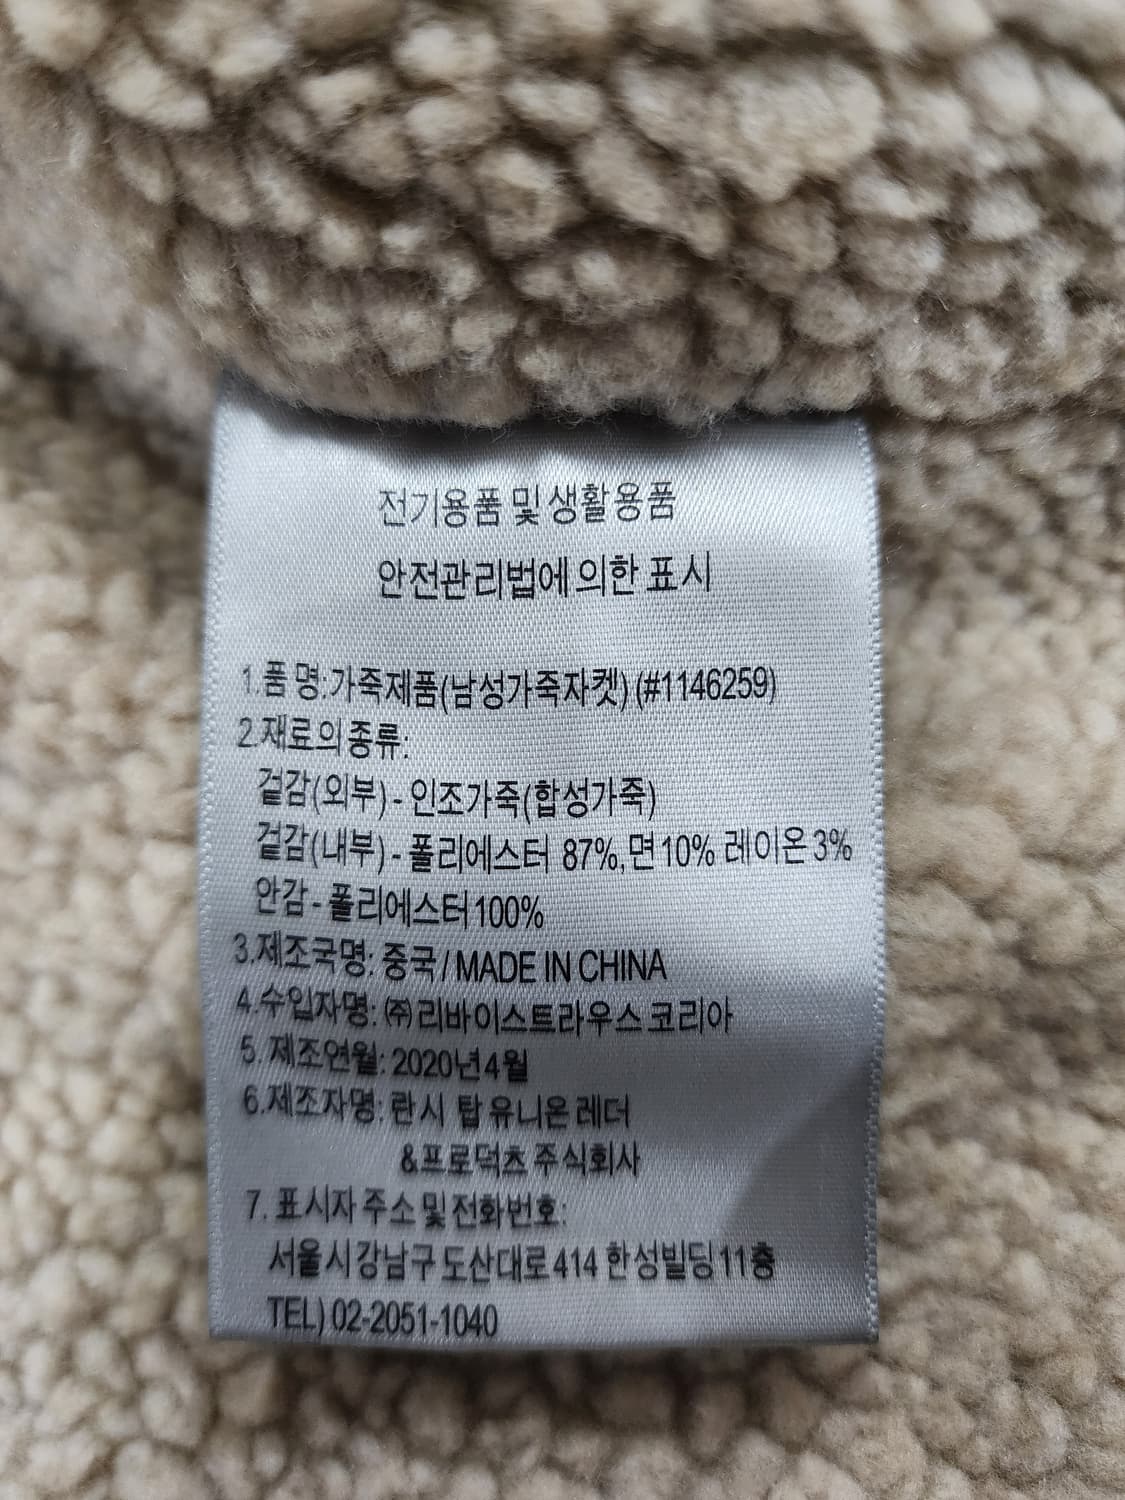 전기용품 및 생활용품
안전관리법에 의한 표시
1.품 명:가죽제품(남성가죽자켓) (#1146259)
2.재료의 종류:
겉감(외부) - 인조가죽(합성가죽)
겉감(내부) - 폴리에스터 87%,면 10% 레이온 3%
안감 - 폴리에스터 100%
3.제조국명: 중국 / MADE IN CHINA
4.수입자명: ㈜리바이스트라우스 코리아
5. 제조연월: 2020년 4월
6.제조자명: 란시 탑 유니온 레더
&프로덕츠 주식회사
7. 표시자 주소 및 전화번호:
서울시 강남구 도산대로 414 한성빌딩 11층
TEL) 02-2051-1040